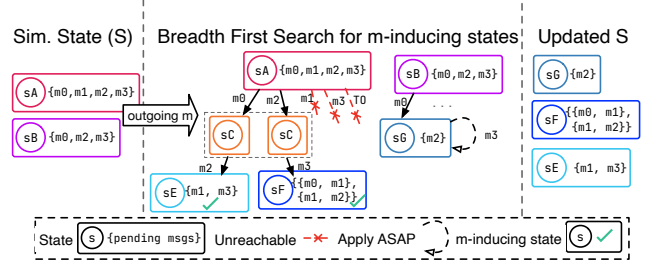 Sim. State (S)
Breadth First Search for m-inducing states
Updated S
sA {m0,m1,m2,m3}
sB {m0,m2,m3}
outgoing m
sA {m0,m1,m2,m3}
m0
m2
m1
m3
TO
sC
sC
m2
m3
sE {m1, m3}
sF {{m0, m1},
{m1, m2}}
sB {m0,m2,m3}
m0
...
sG {m2}
m3
sG {m2}
sF {{m0, m1},
{m1, m2}}
sE {m1, m3}
State
s {pending msgs}
Unreachable
Apply ASAP
m-inducing state
s